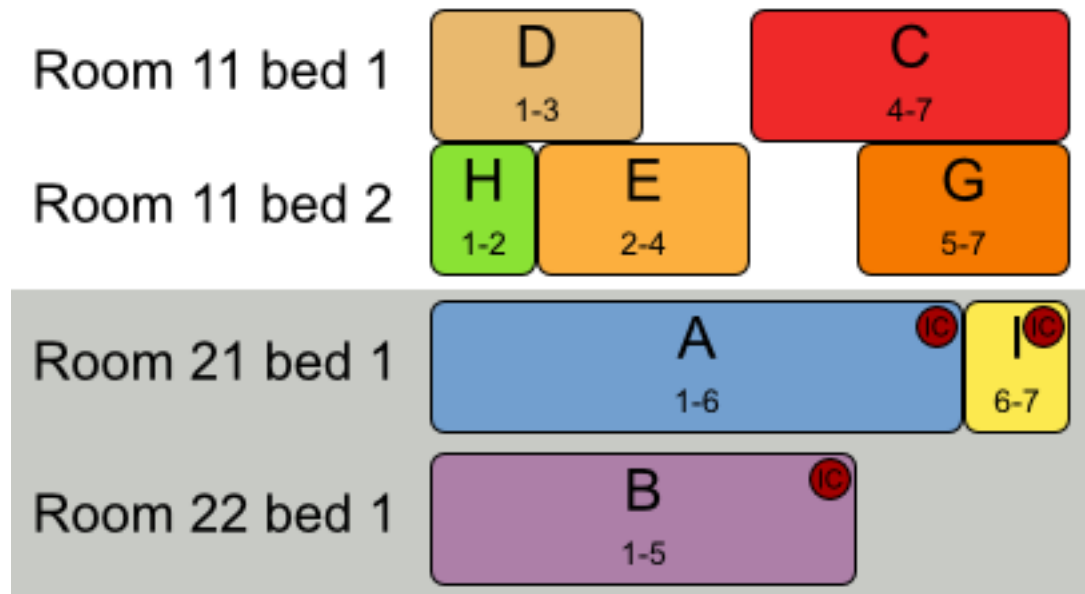 Room 11 bed 1
D
1-3
C
4-7
Room 11 bed 2
H
1-2
E
2-4
G
5-7
Room 21 bed 1
A
IC
1-6
I
IC
6-7
Room 22 bed 1
B
IC
1-5